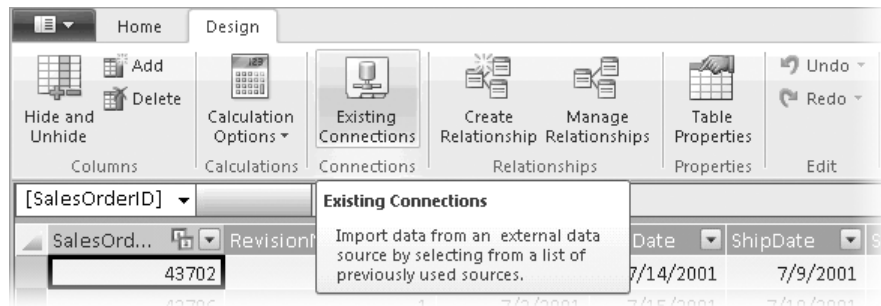 Home Design
Add
Delete
Hide and Unhide
Calculation Options
Existing Connections
Create Relationship
Manage Relationships
Table Properties
Undo
Redo
Columns Calculations Connections Relationships Properties Edit
[SalesOrderID]
Existing Connections
Import data from an external data
source by selecting from a list of
previously used sources.
SalesOrd... Date ShipDate
43702 7/14/2001 7/9/2001